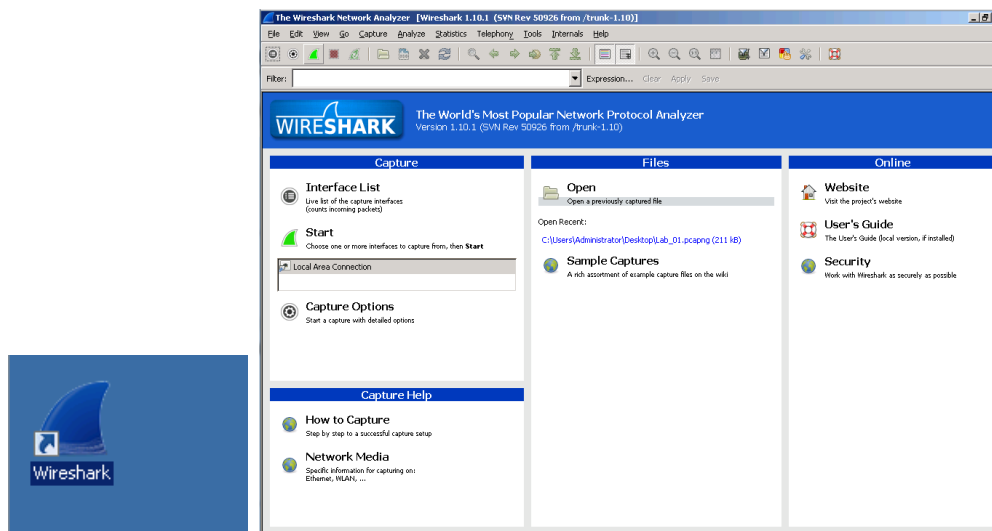 The Wireshark Network Analyzer [Wireshark 1.10.1 (SVN Rev 50926 from /trunk-1.10)]
File Edit View Go Capture Analyze Statistics Telephony Tools Internals Help
Filter: Expression... Clear Apply Save
WIRESHARK
The World's Most Popular Network Protocol Analyzer
Version 1.10.1 (SVN Rev 50926 from /trunk-1.10)
Capture
Interface List
Live list of the capture interfaces
(counts incoming packets)
Start
Choose one or more interfaces to capture from, then Start
Local Area Connection
Capture Options
Start a capture with detailed options
Capture Help
How to Capture
Step by step to a successful capture setup
Network Media
Specific information for capturing on:
Ethernet, WLAN, ...
Files
Open
Open a previously captured file
Open Recent:
C:\Users\Administrator\Desktop\Lab_01.pcapng (211 kB)
Sample Captures
A rich assortment of example capture files on the wiki
Online
Website
Visit the project's website
User's Guide
The User's Guide (local version, if installed)
Security
Work with Wireshark as securely as possible
Wireshark